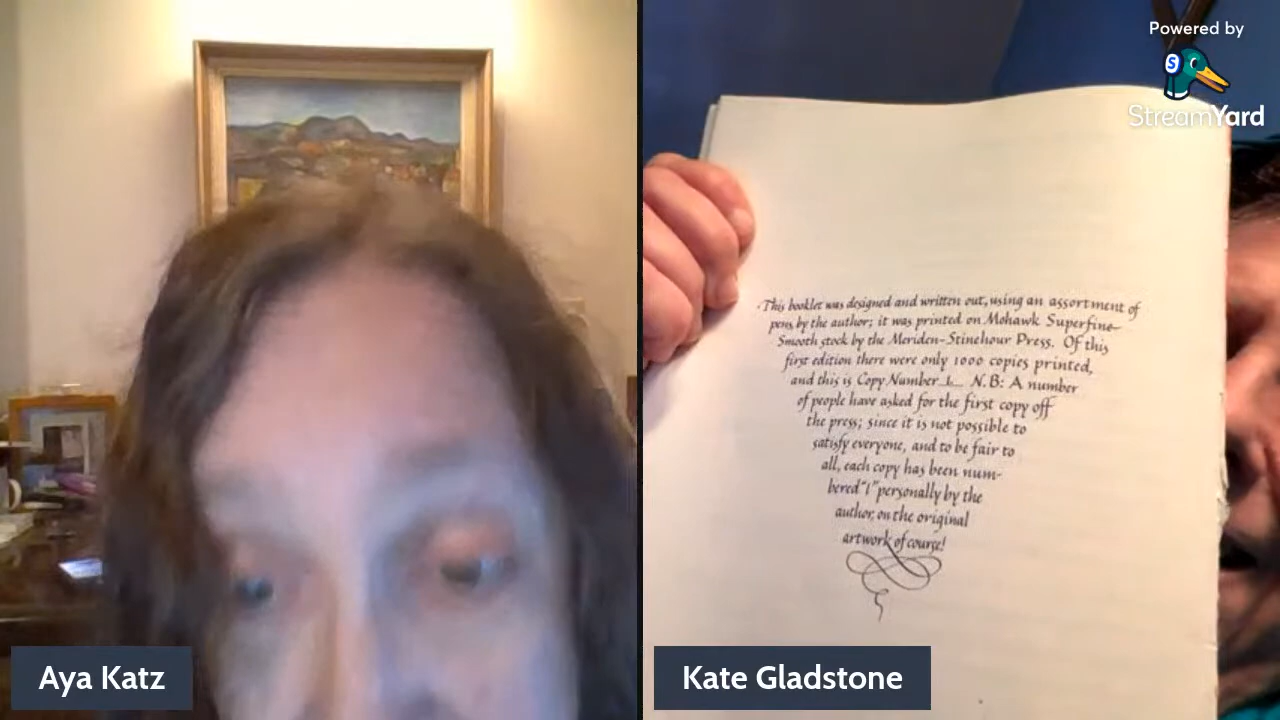 Powered by
StreamYard
This booklet was designed and written out, using an assortment of
pens by the author; it was printed on Mohawk Superfine
Smooth stock by the Meriden-Stinehour Press. Of this
first edition there were only 1000 copies printed,
and this is Copy Number 1. N.B: A number
of people have asked for the first copy off
the press; since it is not possible to
satisfy everyone, and to be fair to
all, each copy has been num-
bered "1" personally by the
author, on the original
artwork of course!
Aya Katz
Kate Gladstone